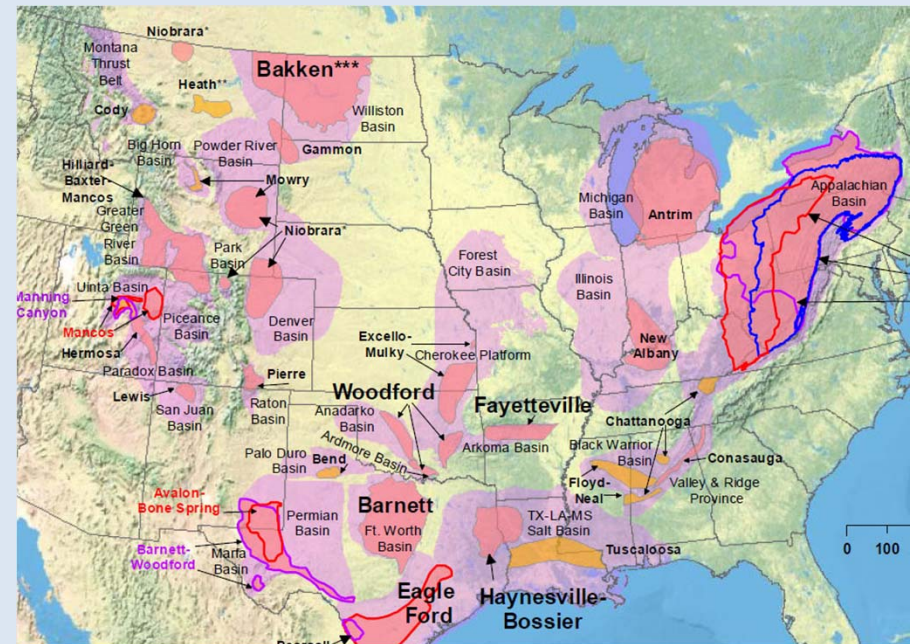 Niobrara*
Montana
Thrust
Belt
Bakken***
Heath**
Cody
Williston
Basin
Big Horn
Basin
Powder River
Basin
Gammon
Hilliard-
Baxter-
Mancos
Mowry
Michigan
Basin
Antrim
Appalachian
Basin
Greater
Green
River
Basin
Park
Basin
Niobrara*
Forest
City Basin
Illinois
Basin
Uinta Basin
Manning
Canyon
Mancos
Piceance
Basin
Denver
Basin
Hermosa
Excello-
Mulky
Cherokee Platform
New
Albany
Paradox Basin
Pierre
Lewis
San Juan
Basin
Raton
Basin
Woodford
Anadarko
Basin
Fayetteville
Chattanooga
Ardmore Basin
Arkoma Basin
Black Warrior
Basin
Conasauga
Palo Duro
Basin
Bend
Floyd-
Neal
Valley & Ridge
Province
Avalon-
Bone Spring
Permian
Basin
Barnett
Ft. Worth
Basin
TX-LA-MS
Salt Basin
Tuscaloosa
0 100
Barnett-
Woodford
Marfa
Basin
Eagle
Ford
Haynesville-
Bossier